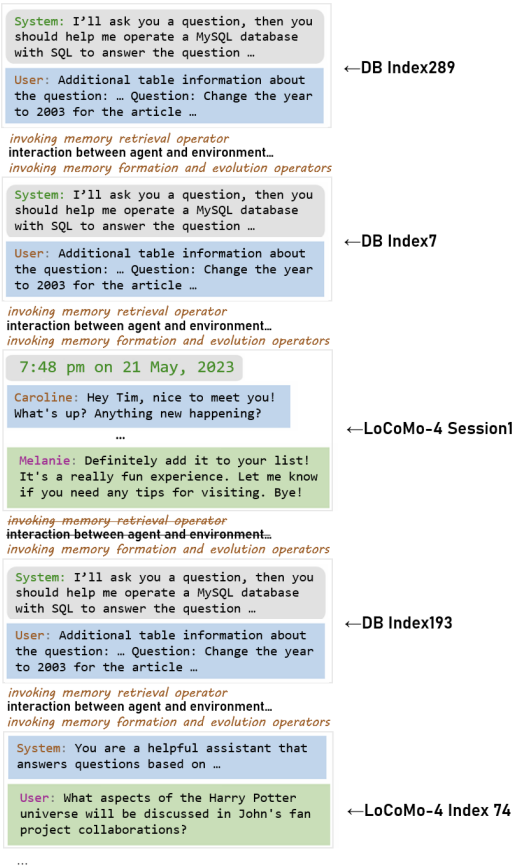 System: I’ll ask you a question, then you
should help me operate a MySQL database
with SQL to answer the question …
←DB Index289
User: Additional table information about
the question: … Question: Change the year
to 2003 for the article …
invoking memory retrieval operator
interaction between agent and environment…
invoking memory formation and evolution operators
System: I’ll ask you a question, then you
should help me operate a MySQL database
with SQL to answer the question …
←DB Index7
User: Additional table information about
the question: … Question: Change the year
to 2003 for the article …
invoking memory retrieval operator
interaction between agent and environment…
invoking memory formation and evolution operators
7:48 pm on 21 May, 2023
Caroline: Hey Tim, nice to meet you!
What's up? Anything new happening?
…
←LoCoMo-4 Session1
Melanie: Definitely add it to your list!
It's a really fun experience. Let me know
if you need any tips for visiting. Bye!
invoking memory retrieval operator
interaction between agent and environment…
invoking memory formation and evolution operators
System: I’ll ask you a question, then you
should help me operate a MySQL database
with SQL to answer the question …
←DB Index193
User: Additional table information about
the question: … Question: Change the year
to 2003 for the article …
invoking memory retrieval operator
interaction between agent and environment…
invoking memory formation and evolution operators
System: You are a helpful assistant that
answers questions based on …
User: What aspects of the Harry Potter
universe will be discussed in John's fan
project collaborations?
←LoCoMo-4 Index 74
…